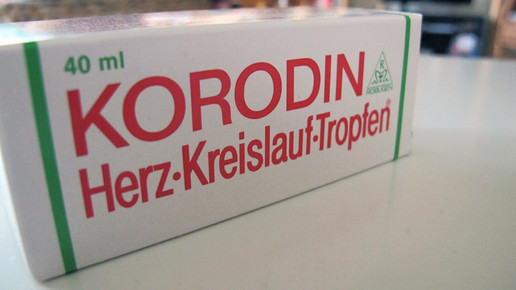 40 ml
KORODIN
Herz·Kreislauf·Tropfen®